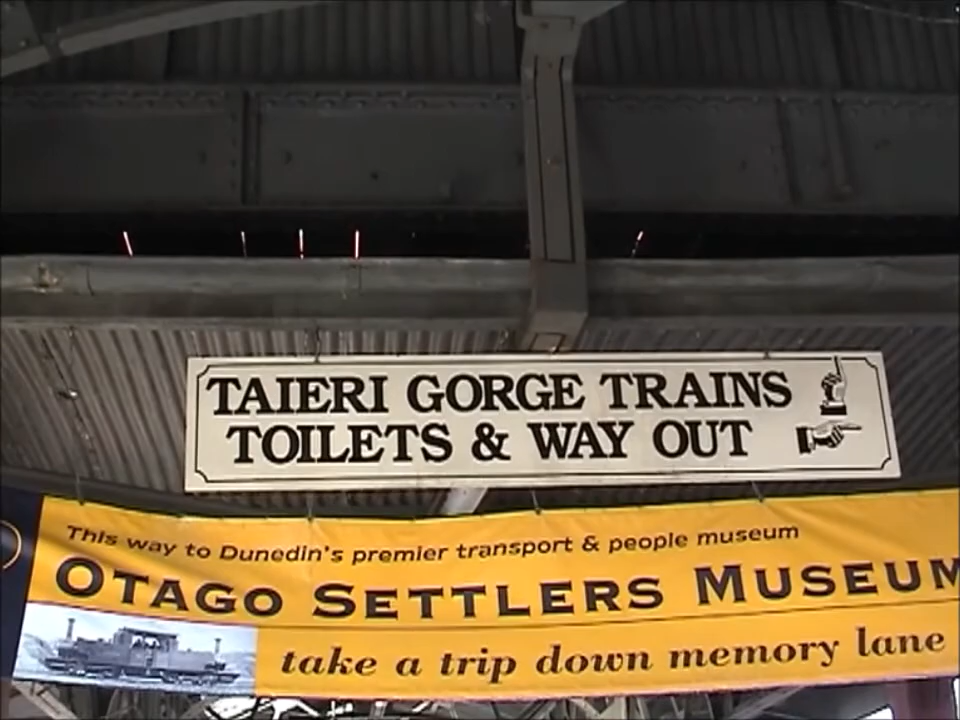 TAIERI GORGE TRAINS
TOILETS & WAY OUT
This way to Dunedin's premier transport & people museum
OTAGO SETTLERS MUSEUM
take a trip down memory lane